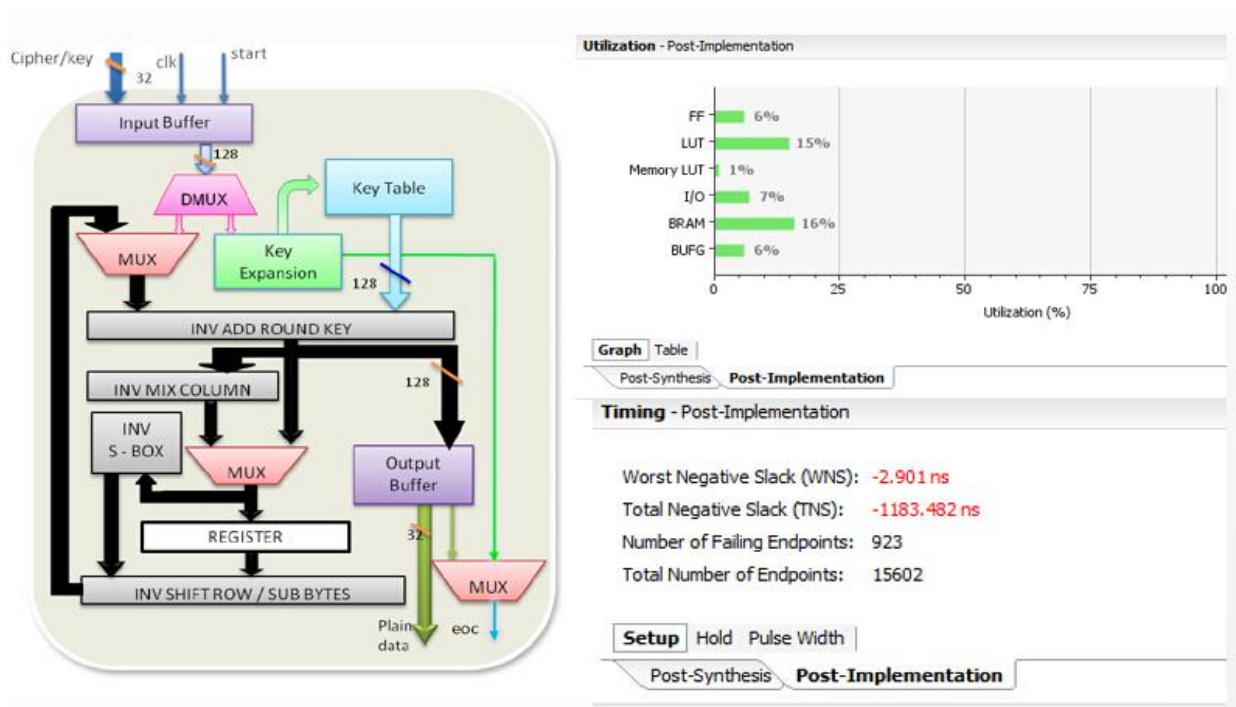 Cipher/key
32
clk
start
Input Buffer
128
DMUX
Key Table
MUX
Key
Expansion
128
INV ADD ROUND KEY
INV MIX COLUMN
128
INV
S - BOX
MUX
Output
Buffer
REGISTER
32
INV SHIFT ROW / SUB BYTES
MUX
Plain
data
eoc
Utilization - Post-Implementation
FF 6%
LUT 15%
Memory LUT 1%
I/O 7%
BRAM 16%
BUFG 6%
0 25 50 75 100
Utilization (%)
Graph Table
Post-Synthesis Post-Implementation
Timing - Post-Implementation
Worst Negative Slack (WNS): -2.901 ns
Total Negative Slack (TNS): -1183.482 ns
Number of Failing Endpoints: 923
Total Number of Endpoints: 15602
Setup Hold Pulse Width
Post-Synthesis Post-Implementation